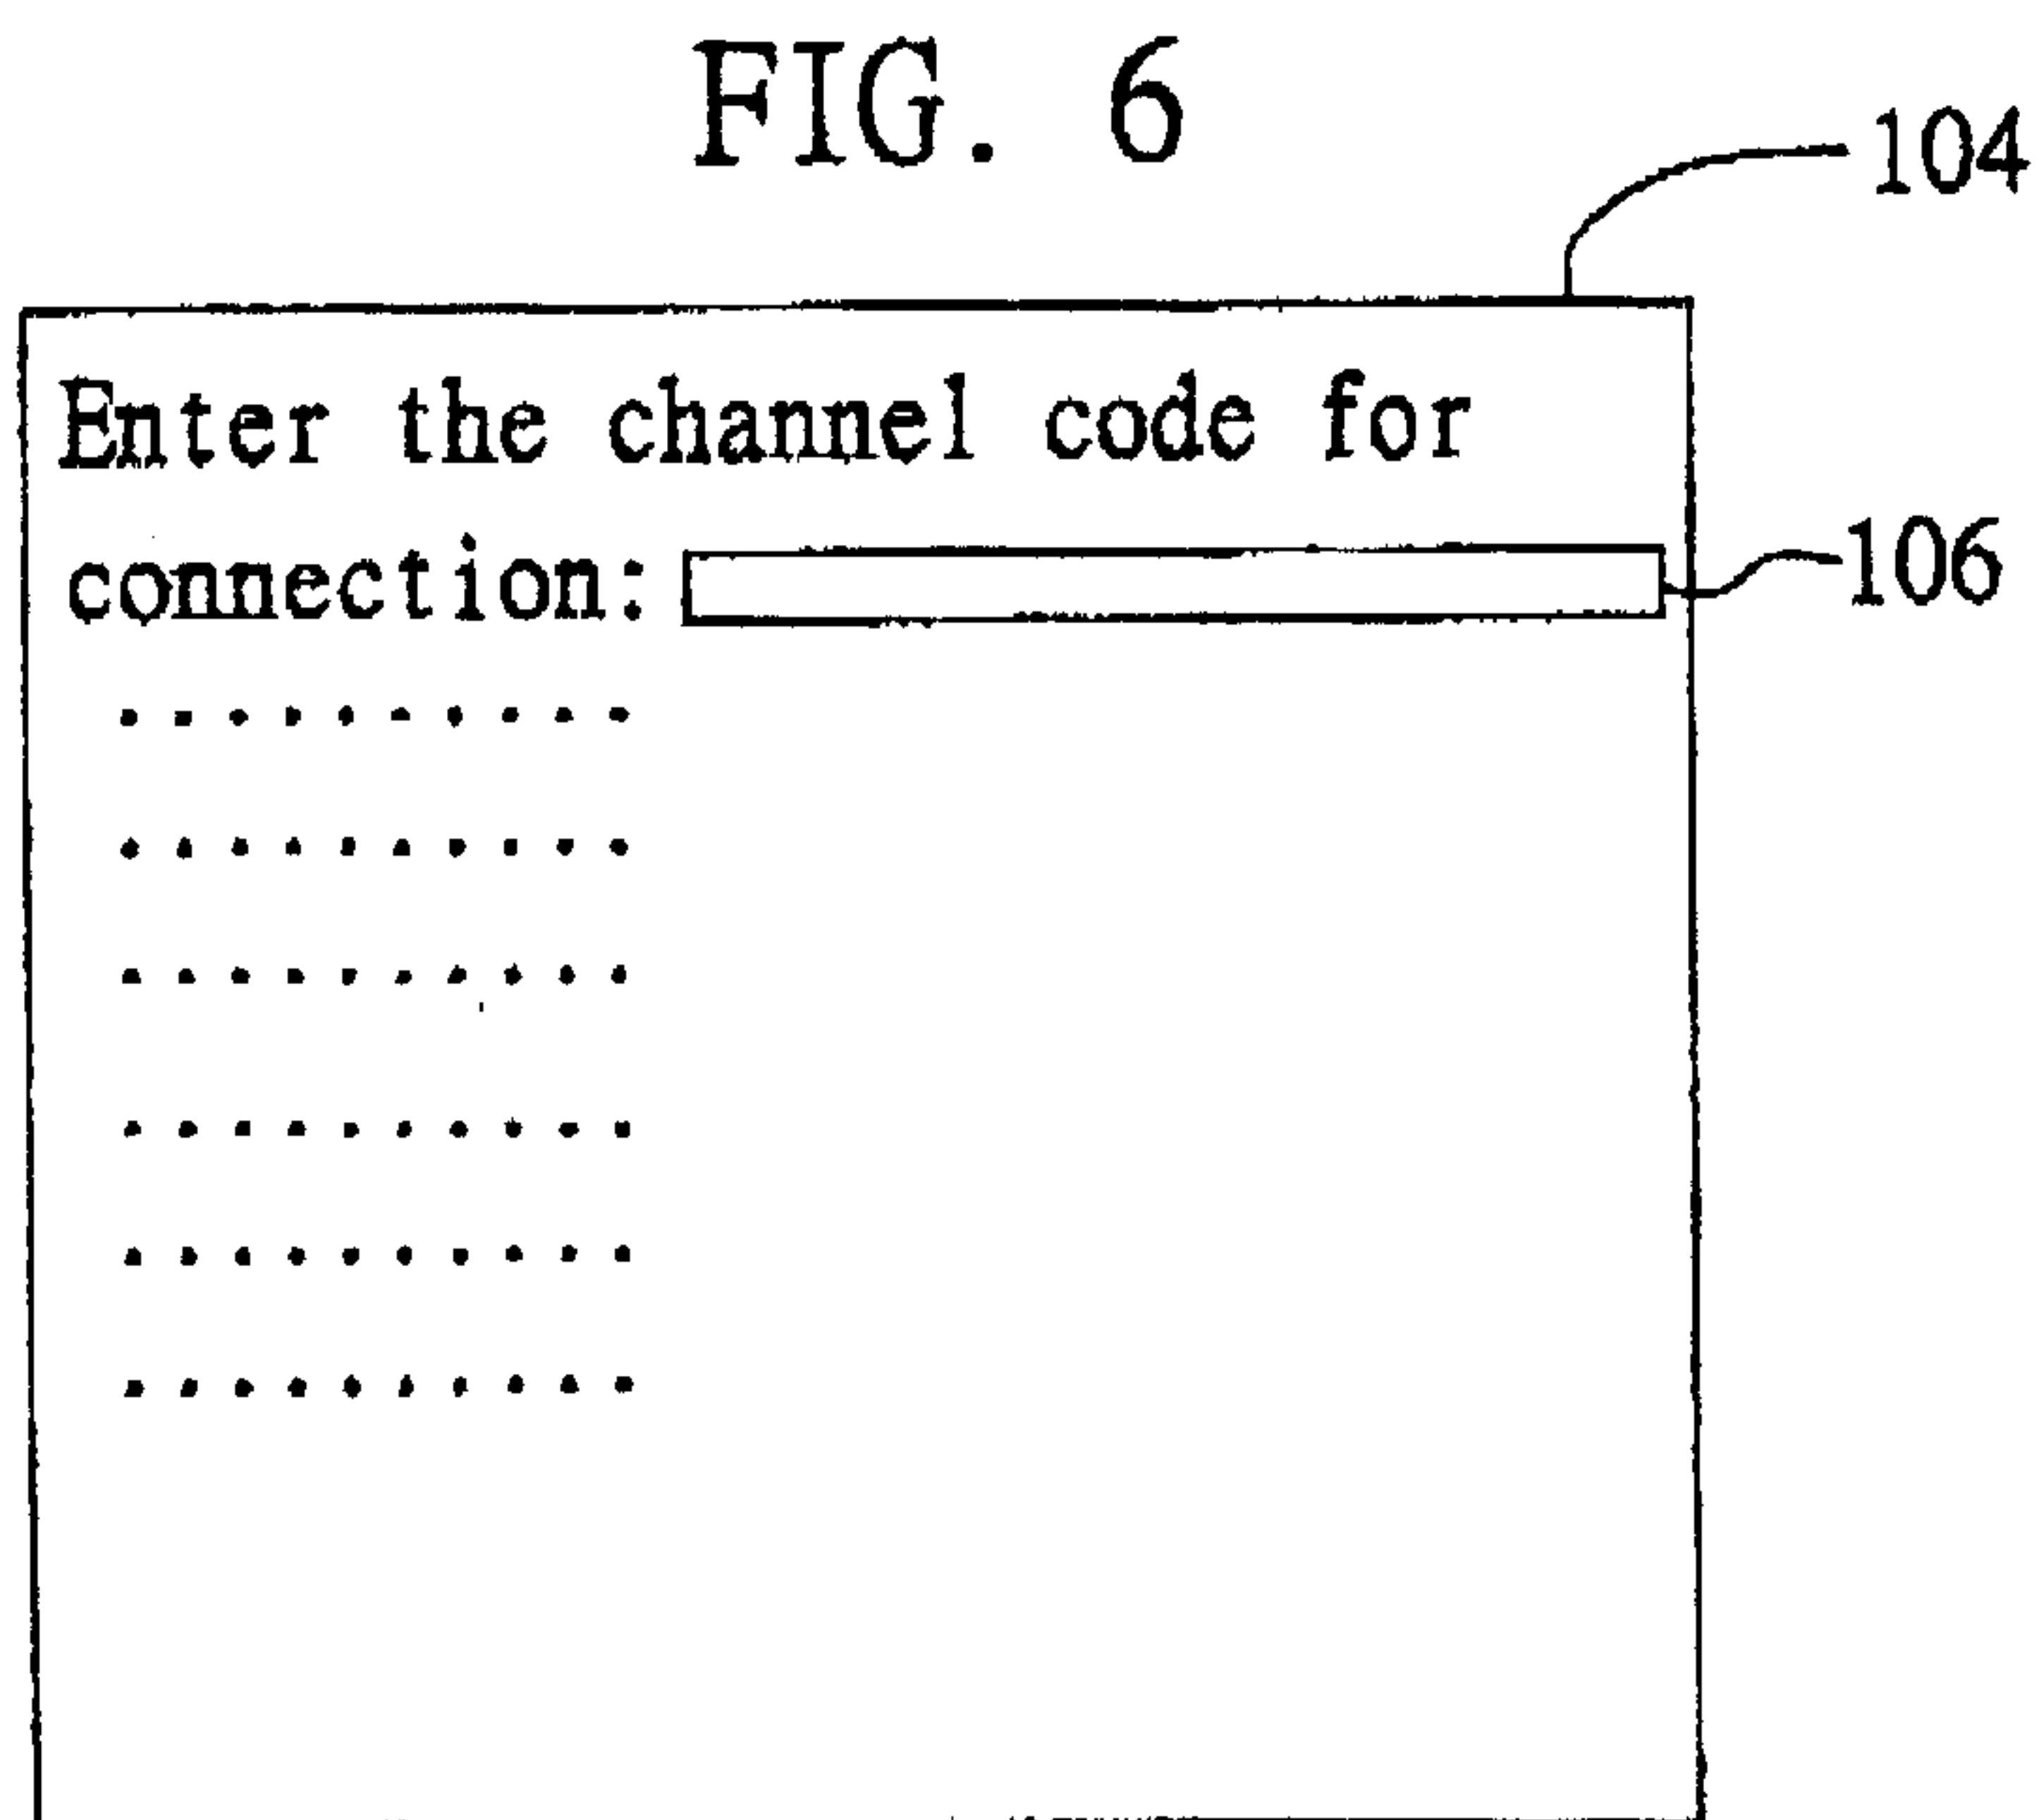 FIG. 6
104
Enter the channel code for
connection:
106
. . . . . . . . . .
. . . . . . . . . .
. . . . . . . . . .
. . . . . . . . . .
. . . . . . . . . .
. . . . . . . . . .